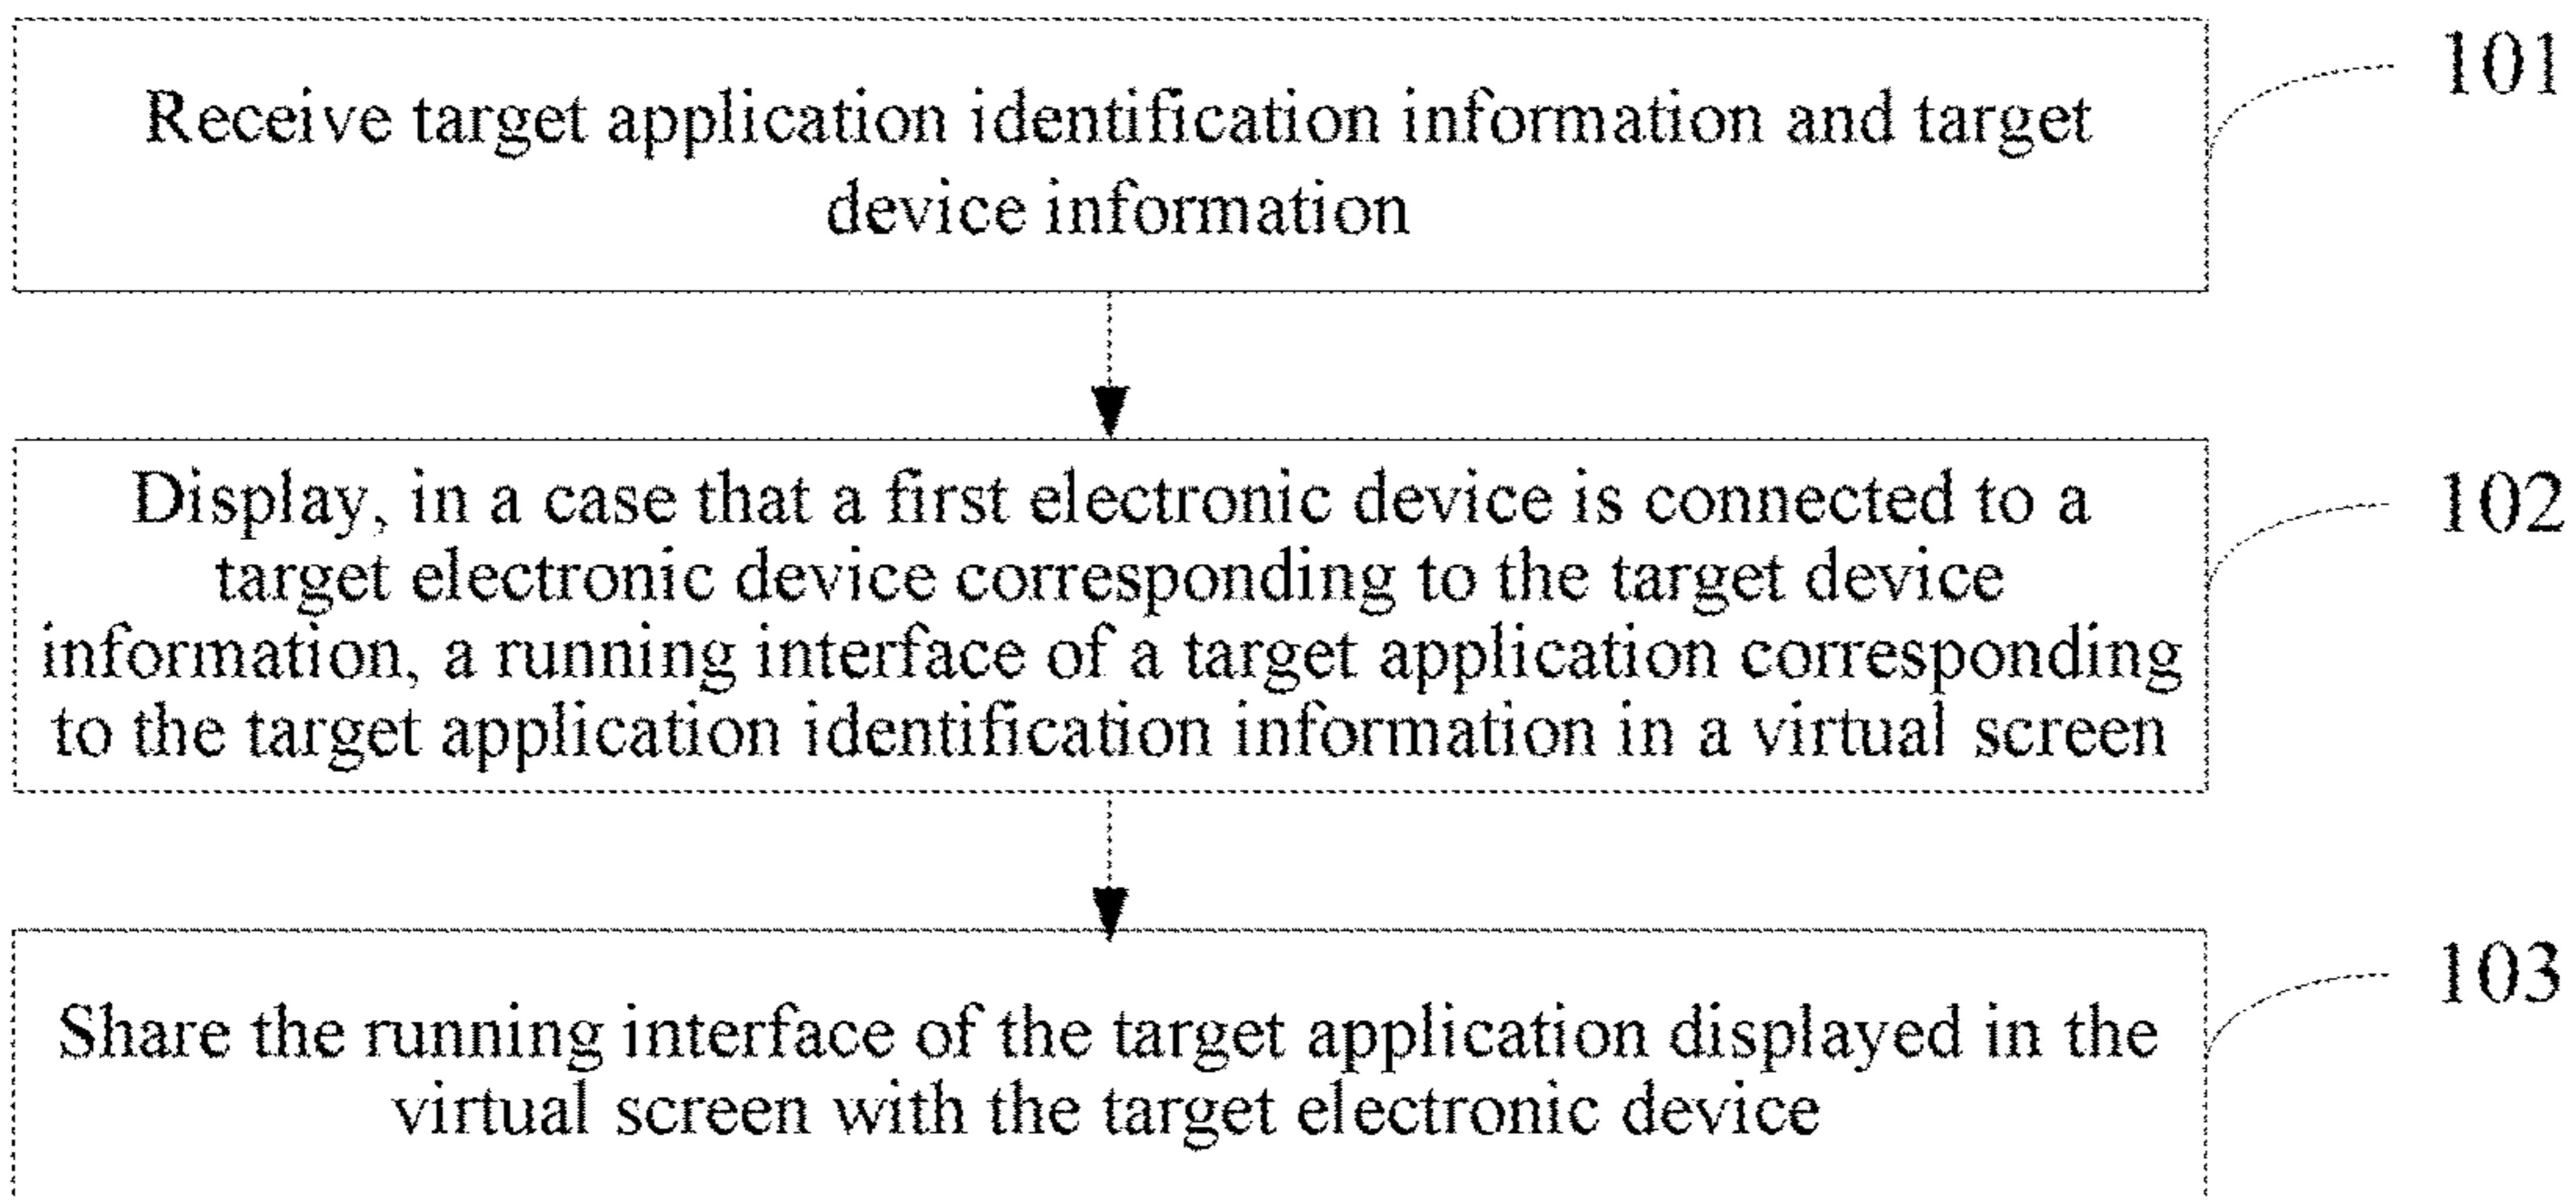 Receive target application identification information and target
device information
101
Display, in a case that a first electronic device is connected to a
target electronic device corresponding to the target device
information, a running interface of a target application corresponding
to the target application identification information in a virtual screen
102
Share the running interface of the target application displayed in the
virtual screen with the target electronic device
103